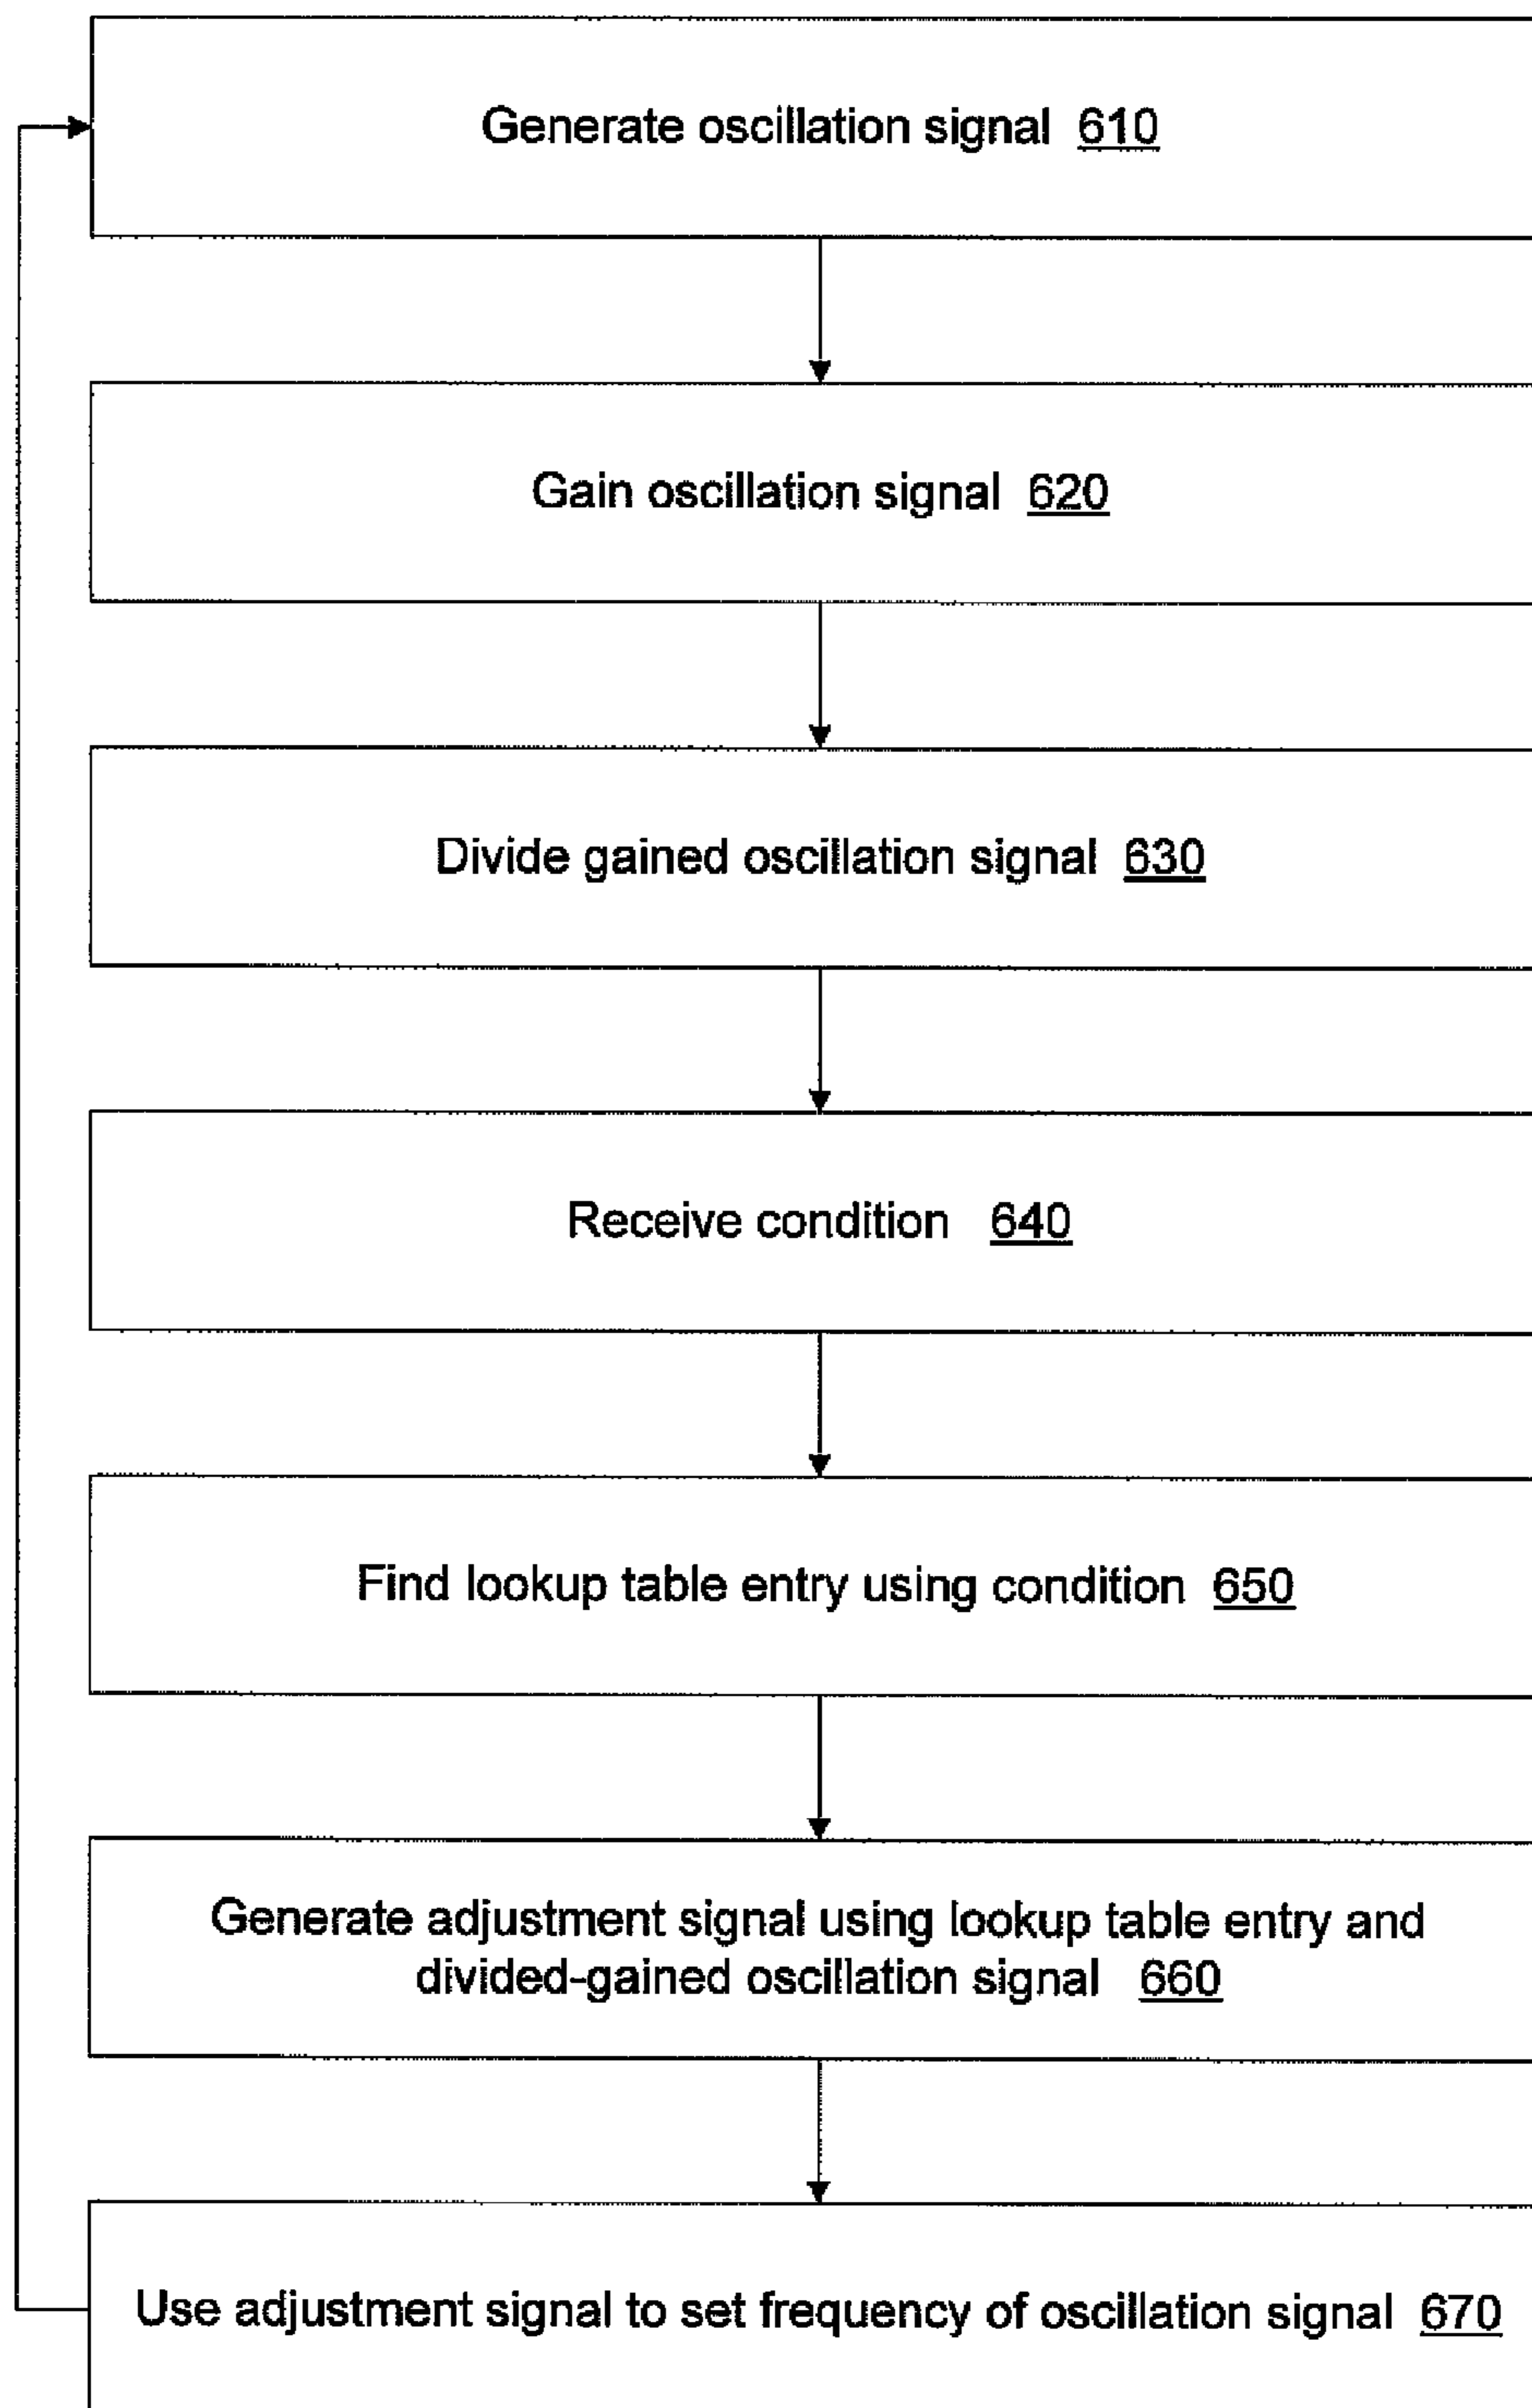 Generate oscillation signal 610
Gain oscillation signal 620
Divide gained oscillation signal 630
Receive condition 640
Find lookup table entry using condition 650
Generate adjustment signal using lookup table entry and
divided-gained oscillation signal 660
Use adjustment signal to set frequency of oscillation signal 670